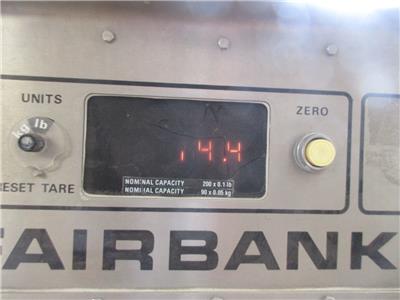 UNITS
ZERO
kg lb
14.4
RESET TARE
NOMINAL CAPACITY 200 x 0.1 lb
NOMINAL CAPACITY 90 x 0.05 kg
FAIRBANK